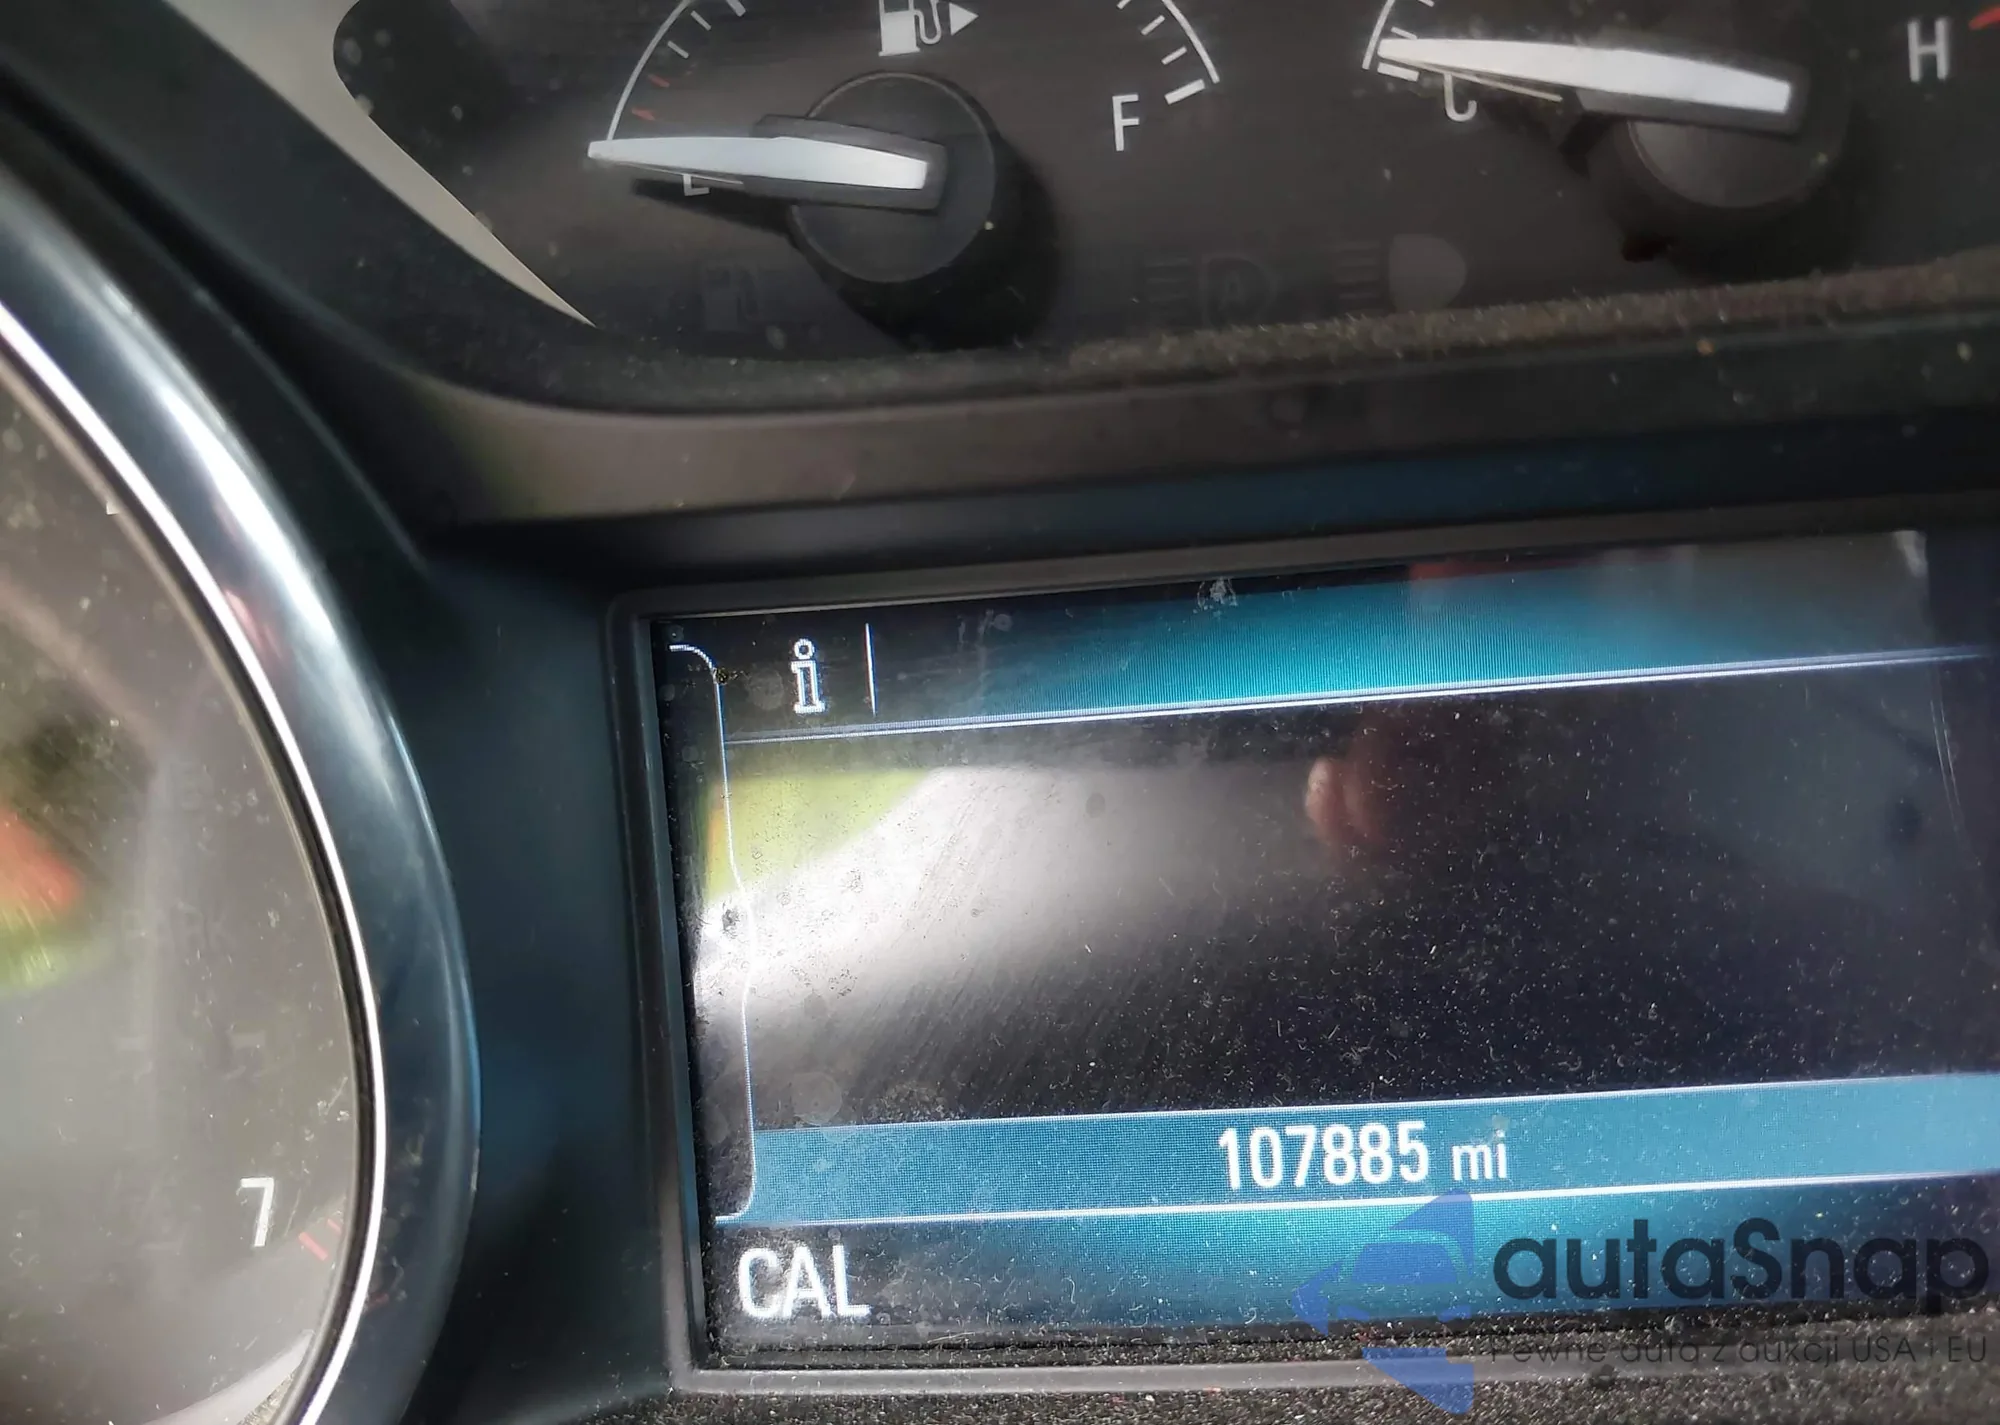 F
H
C
E
i
107885 mi
7
CAL
autaSnap
Pewne auta z aukcji USA i EU